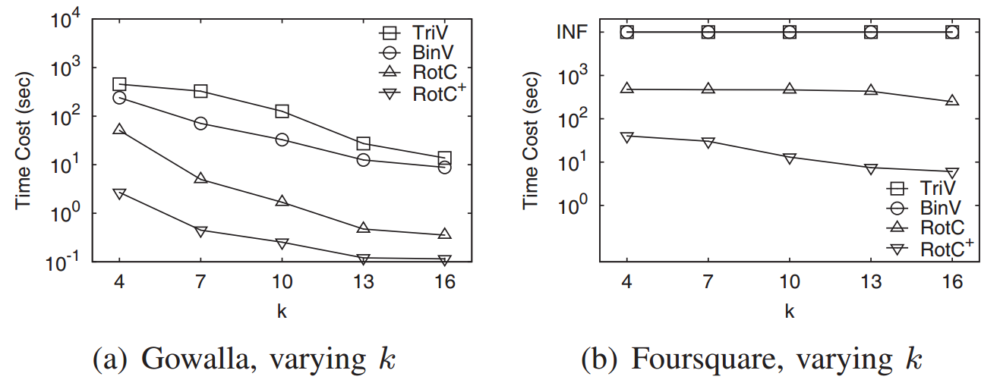 10^4
10^3
10^2
10^1
10^0
10^-1
Time Cost (sec)
TriV
BinV
RotC
RotC+
4 7 10 13 16
k
(a) Gowalla, varying k
INF
10^3
10^2
10^1
10^0
Time Cost (sec)
TriV
BinV
RotC
RotC+
4 7 10 13 16
k
(b) Foursquare, varying k